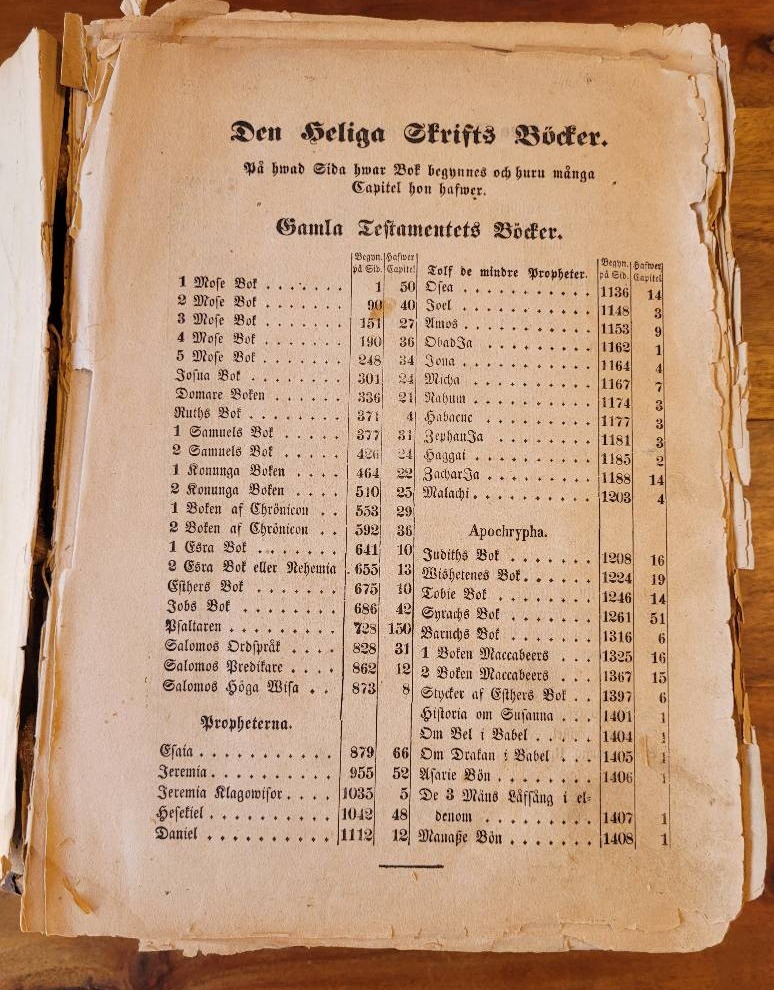 Den Heliga Skrifts Böcker.
På hwad Sida hwar Bok begynnes och huru många
Capitel hon hafwer.
Gamla Testamentets Böcker.
Begyn. på Sid. Hafwer Capitel
1 Mose Bok . . . . . . . . 1 50
2 Mose Bok . . . . . . . 90 40
3 Mose Bok . . . . . . . 151 27
4 Mose Bok . . . . . . . 190 36
5 Mose Bok . . . . . . . 248 34
Josua Bok . . . . . . . . 301 24
Domare Boken . . . . . . . 336 21
Ruths Bok . . . . . . . . 371 4
1 Samuels Bok . . . . . 377 31
2 Samuels Bok . . . . . 426 24
1 Konunga Boken . . . . 464 22
2 Konunga Boken . . . . 510 25
1 Boken af Chrönicon . . 553 29
2 Boken af Chrönicon . . 592 36
1 Esra Bok . . . . . . . 641 10
2 Esra Bok eller Nehemia . 655 13
Esthers Bok . . . . . . . 675 10
Jobs Bok . . . . . . . . 686 42
Psaltaren . . . . . . . . 728 150
Salomos Ordspråk . . . . 828 31
Salomos Predikare . . . . 862 12
Salomos Höga Wisa . . 873 8
Propheterna.
Esaia . . . . . . . . . . . 879 66
Jeremia . . . . . . . . . . 955 52
Jeremia Klagowisor . . . . 1035 5
Hesekiel . . . . . . . . . . 1042 48
Daniel . . . . . . . . . . . 1112 12
Tolf de mindre Propheter. Begyn. på Sid. Hafwer Capitel
Osea . . . . . . . . . . . 1136 14
Joel . . . . . . . . . . . 1148 3
Amos . . . . . . . . . . . 1153 9
ObadJa . . . . . . . . . . 1162 1
Jona . . . . . . . . . . . 1164 4
Micha . . . . . . . . . . . 1167 7
Nahum . . . . . . . . . . 1174 3
Habacuc . . . . . . . . . . 1177 3
ZephanJa . . . . . . . . 1181 3
Haggai . . . . . . . . . . 1185 2
ZacharJa . . . . . . . . . 1188 14
Malachi . . . . . . . . . . 1203 4
Apochrypha.
Judiths Bok . . . . . . . 1208 16
Wishetenes Bok . . . . . . 1224 19
Tobie Bok . . . . . . . . 1246 14
Syrachs Bok . . . . . . . 1261 51
Baruchs Bok . . . . . . . 1316 6
1 Boken Maccabeers . . . 1325 16
2 Boken Maccabeers . . . 1367 15
Stycker af Esthers Bok . . 1397 6
Historia om Susanna . . . 1401 1
Om Bel i Babel . . . . . 1404 1
Om Drakan i Babel . . . . 1405 1
Asarie Bön . . . . . . . . 1406 1
De 3 Mäns Låfsång i el-
denom . . . . . . . . . 1407 1
Manaße Bön . . . . . . . 1408 1